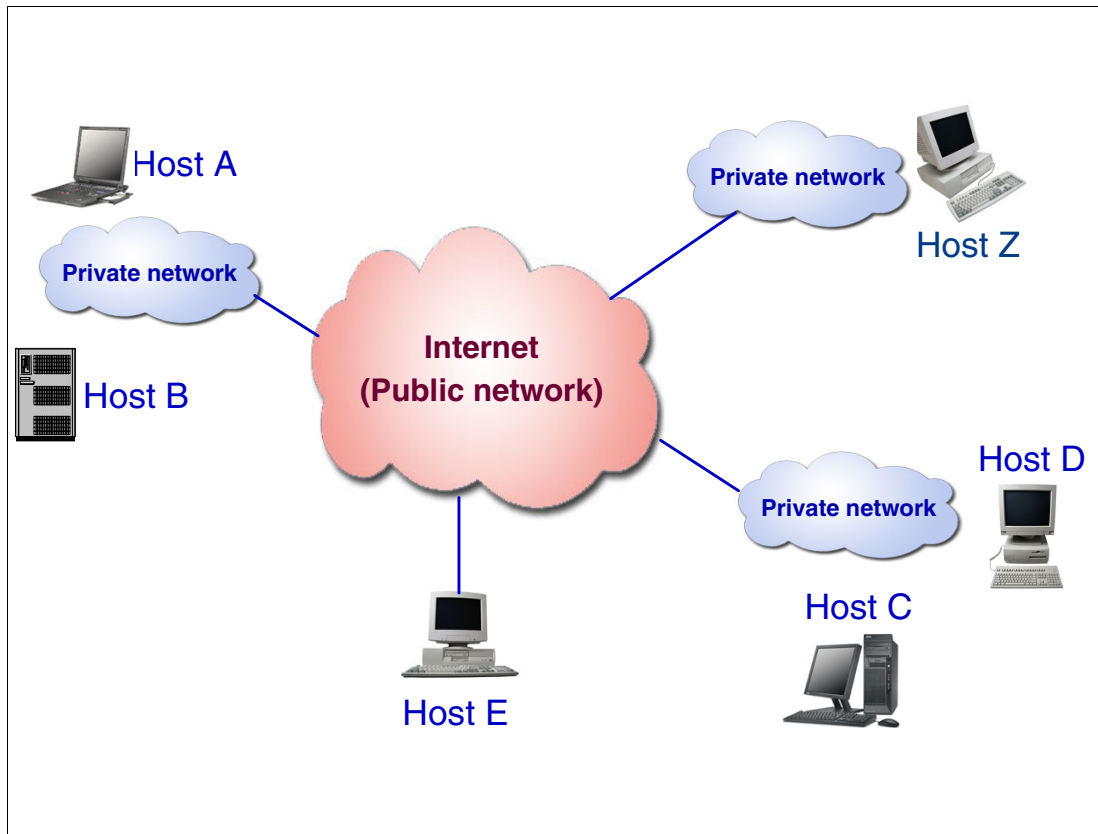 Host A
Private network
Host B
Internet
(Public network)
Private network
Host Z
Host D
Private network
Host C
Host E